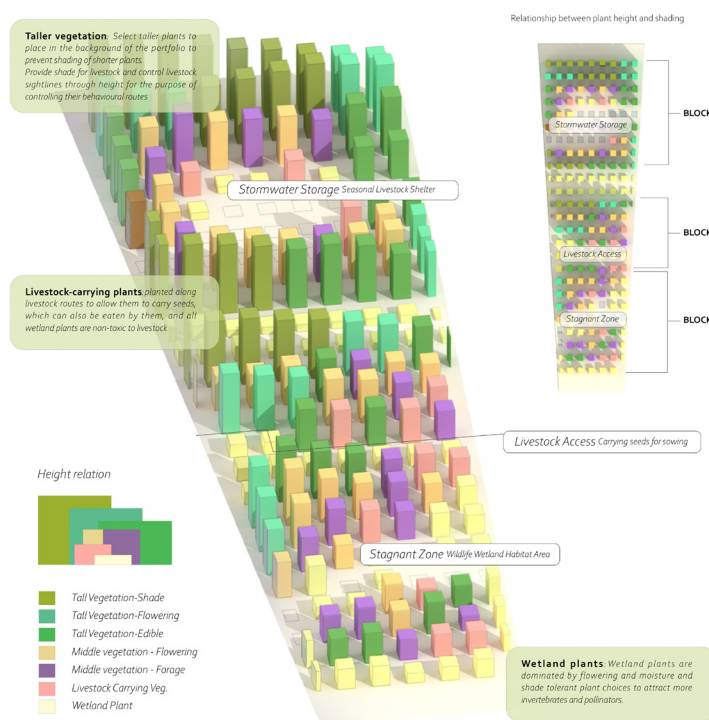 Relationship between plant height and shading
Taller vegetation: Select taller plants to
place in the background of the portfolio to
prevent shading of shorter plants.
Provide shade for livestock and control livestock
sightlines through height for the purpose of
controlling their behavioural routes
BLOCK
Stormwater Storage
Stormwater Storage Seasonal Livestock Shelter
BLOCK
Livestock Access
Livestock-carrying plants: planted along
livestock routes to allow them to carry seeds,
which can also be eaten by them, and all
wetland plants are non-toxic to livestock
Stagnant Zone
BLOCK
Livestock Access Carrying seeds for sowing
Height relation
Stagnant Zone Wildlife Wetland Habitat Area
Tall Vegetation-Shade
Tall Vegetation-Flowering
Tall Vegetation-Edible
Middle vegetation - Flowering
Middle vegetation - Forage
Livestock Carrying Veg.
Wetland Plant
Wetland plants: Wetland plants are
dominated by flowering and moisture and
shade tolerant plant choices to attract more
invertebrates and pollinators.